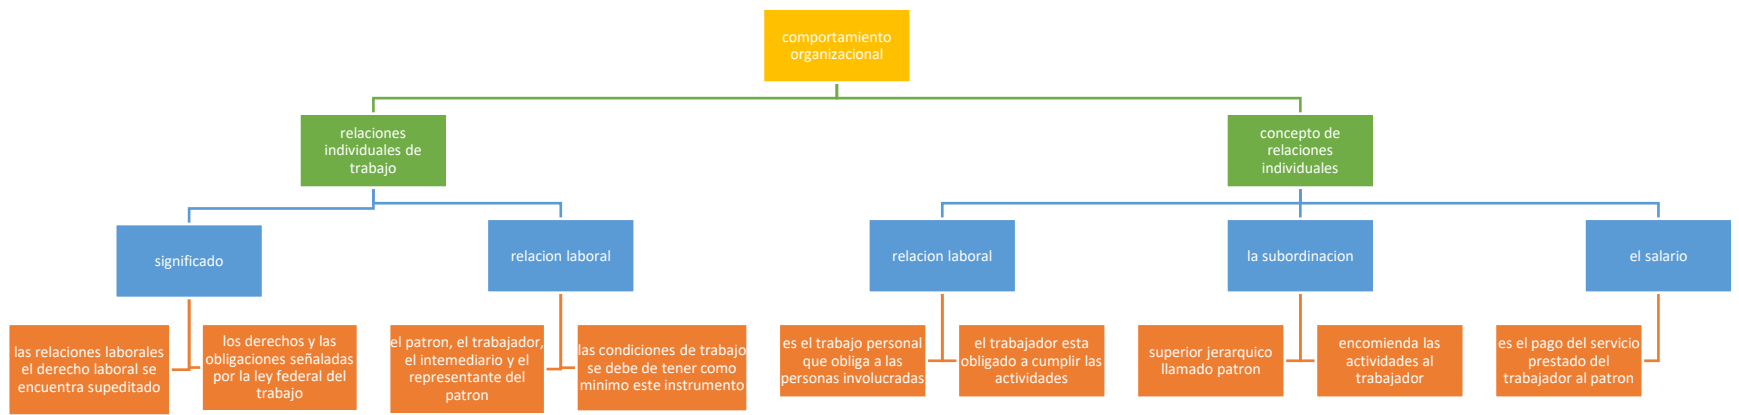 comportamiento
organizacional
relaciones
individuales de
trabajo
concepto de
relaciones
individuales
significado
relacion laboral
relacion laboral
la subordinacion
el salario
las relaciones laborales
el derecho laboral se
encuentra supeditado
los derechos y las
obligaciones señaladas
por la ley federal del
trabajo
el patron, el trabajador,
el intemediario y el
representante del
patron
las condiciones de trabajo
se debe de tener como
minimo este instrumento
es el trabajo personal
que obliga a las
personas involucradas
el trabajador esta
obligado a cumplir las
actividades
superior jerarquico
llamado patron
encomienda las
actividades al
trabajador
es el pago del servicio
prestado del
trabajador al patron